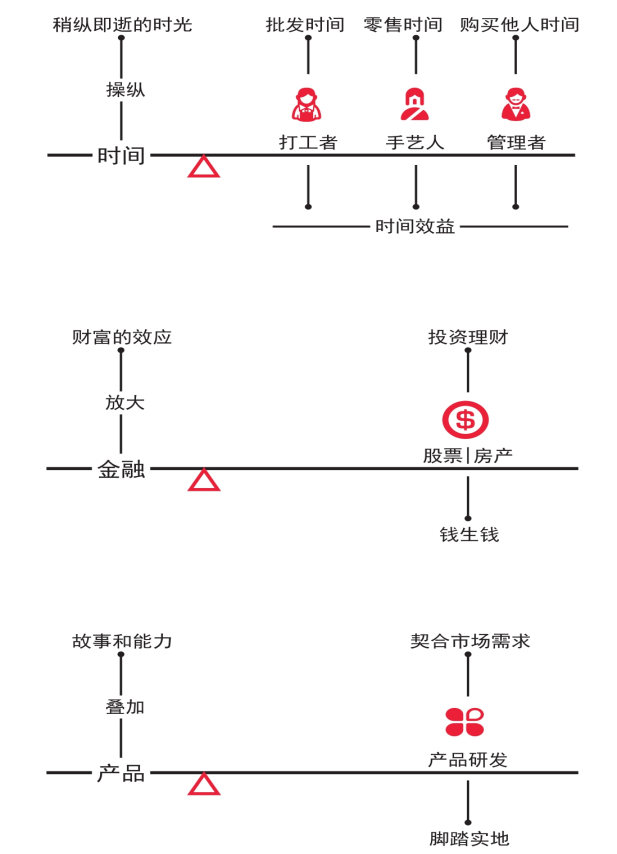 稍纵即逝的时光
批发时间
零售时间
购买他人时间
操纵
打工者
手艺人
管理者
时间
时间效益
财富的效应
投资理财
放大
$
股票|房产
金融
钱生钱
故事和能力
契合市场需求
叠加
产品研发
产品
脚踏实地